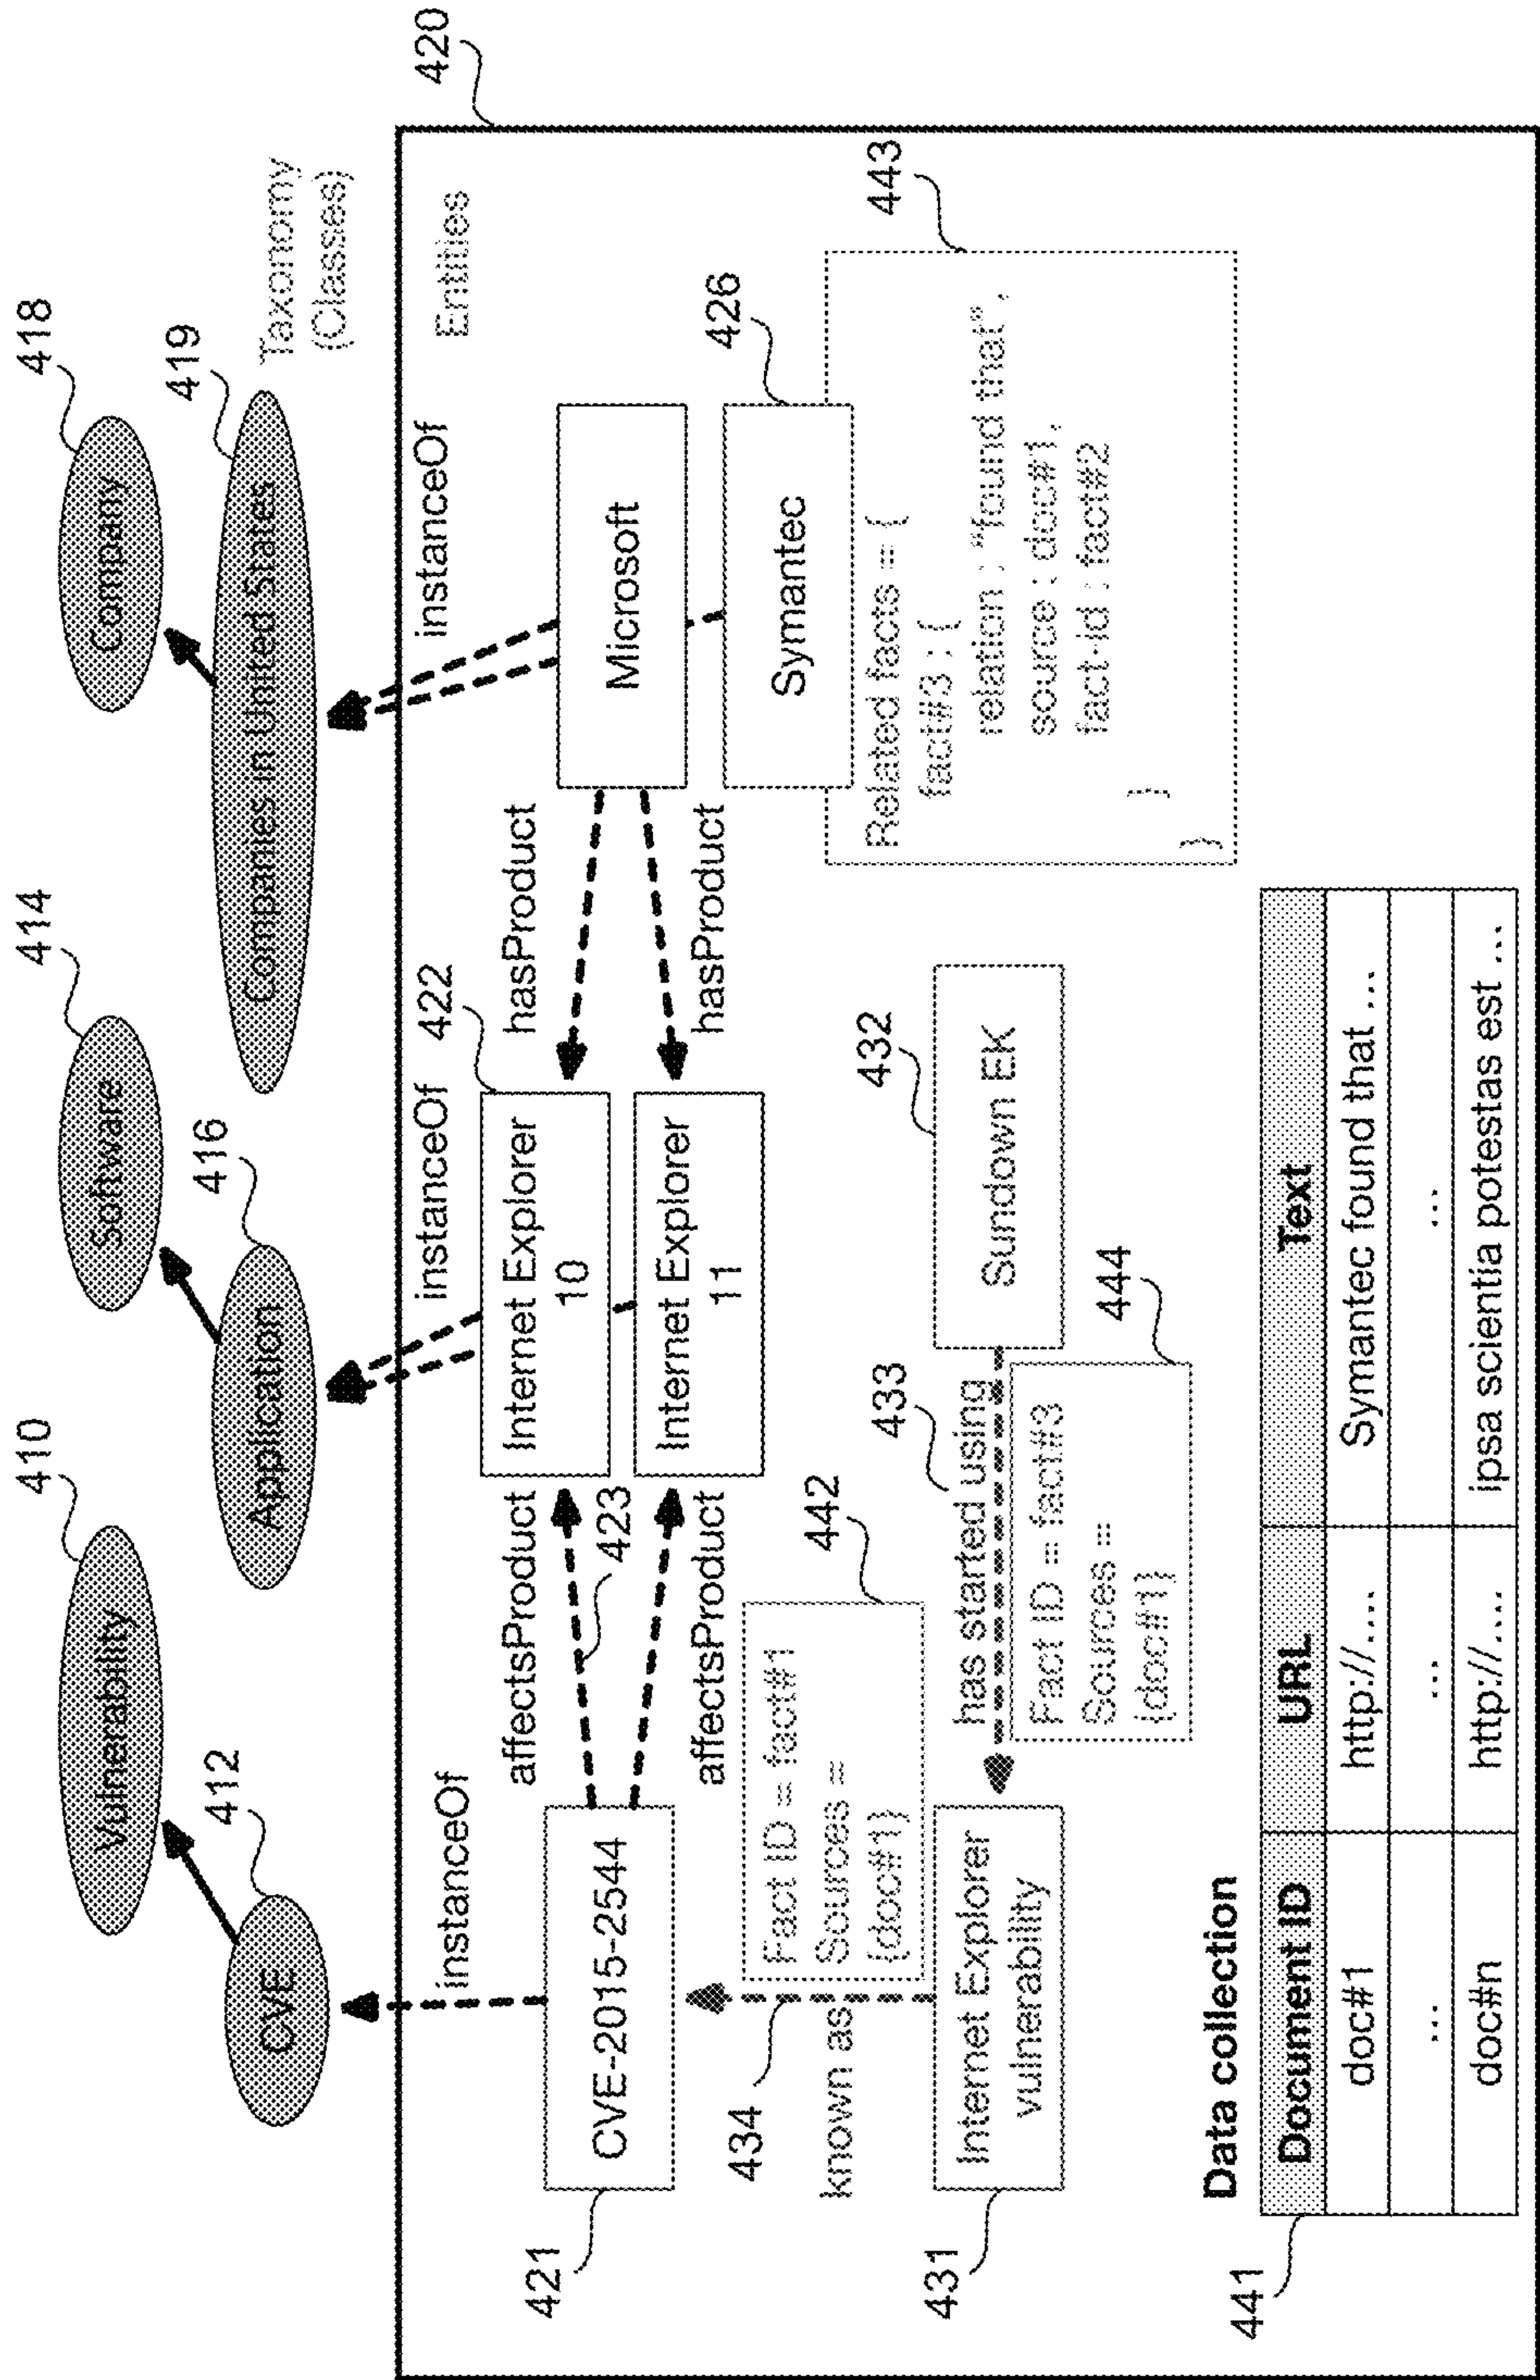 410
414
418
Vulnerability
Software
Company
412
416
419
CVE
Application
Companies in United States
Taxonomy
(Classes)
420
instanceOf
instanceOf
instanceOf
Entities
421
CVE-2015-2544
affectsProduct
423
affectsProduct
422
Internet Explorer
10
Internet Explorer
11
hasProduct
hasProduct
Microsoft
426
Symantec
443
Related facts = {
fact#3 : {
relation : "found that",
source : doc#1,
fact-id : fact#2
}
}
434
known as
442
Fact ID = fact#1
Sources =
{doc#1}
431
Internet Explorer
vulnerability
433
has started using
432
Sundown EK
444
Fact ID = fact#3
Sources =
{doc#1}
441
Data collection
Document ID URL Text
doc#1 http://.... Symantec found that ...
... ... ...
doc#n http://.... ipsa scientia potestas est ...